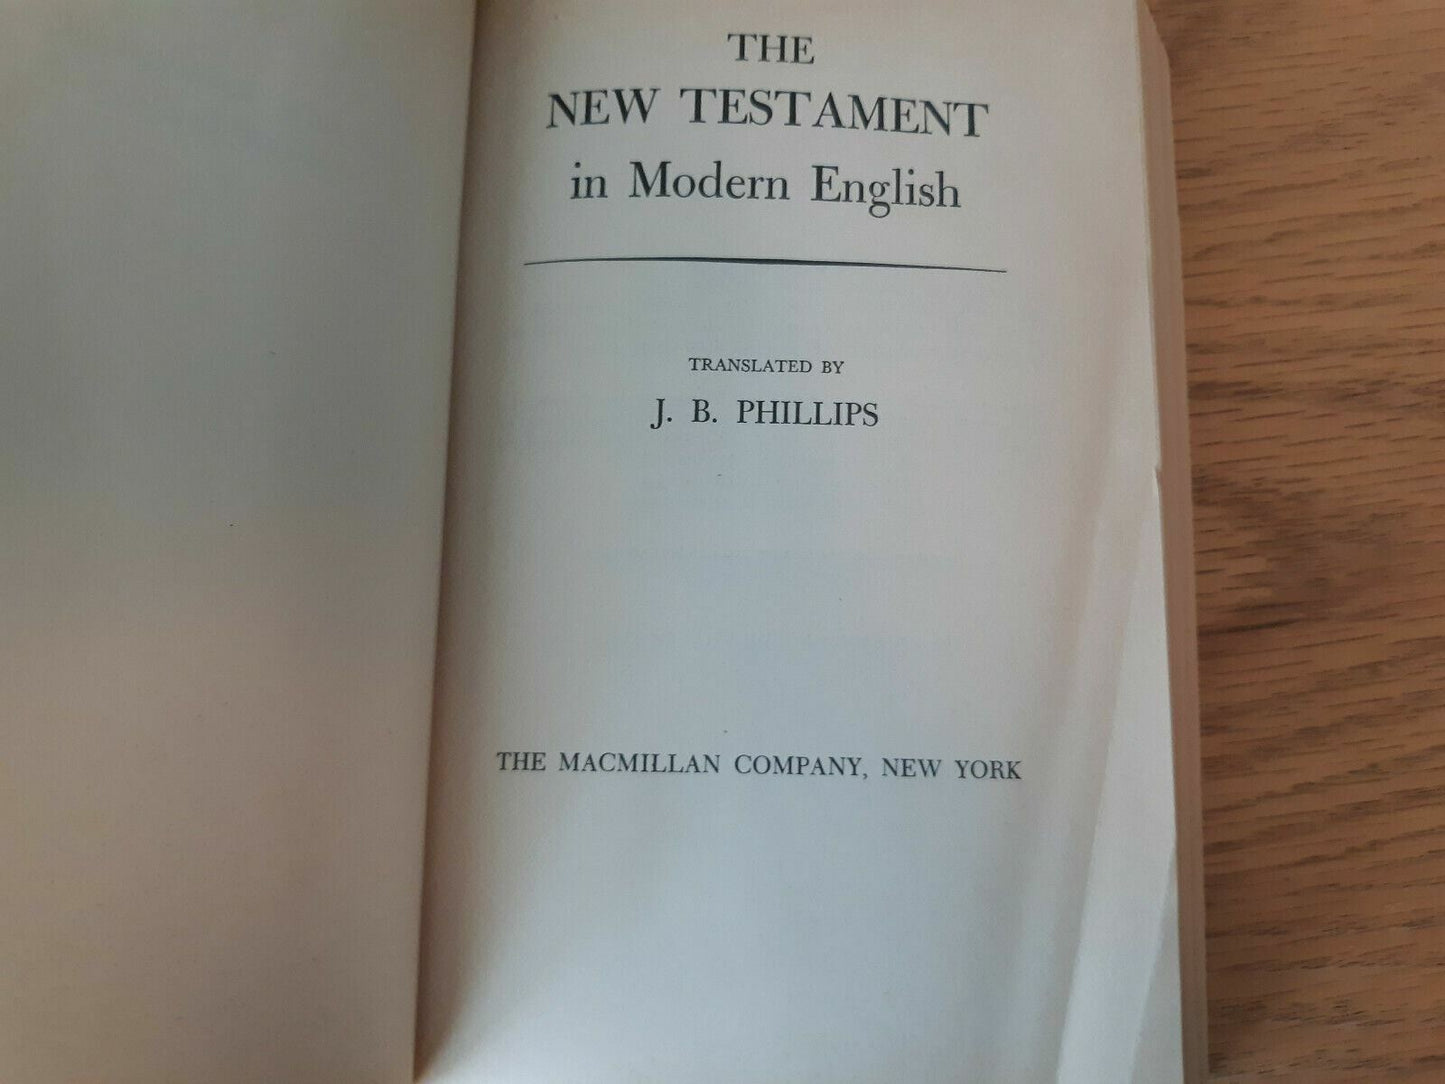 THE
NEW TESTAMENT
in Modern English
TRANSLATED BY
J. B. PHILLIPS
THE MACMILLAN COMPANY, NEW YORK